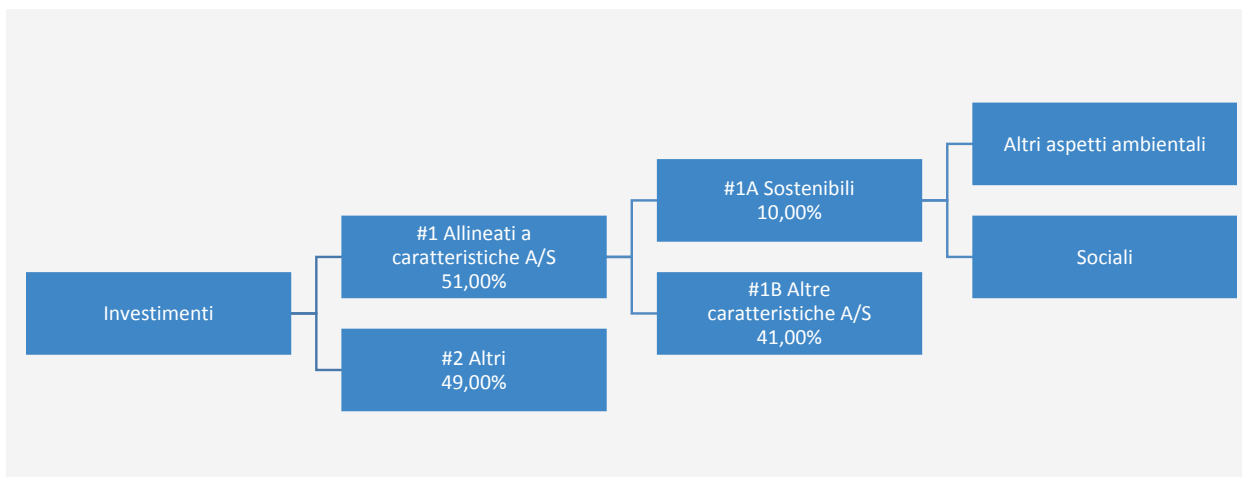 Investimenti
#1 Allineati a
caratteristiche A/S
51,00%
#2 Altri
49,00%
#1A Sostenibili
10,00%
#1B Altre
caratteristiche A/S
41,00%
Altri aspetti ambientali
Sociali